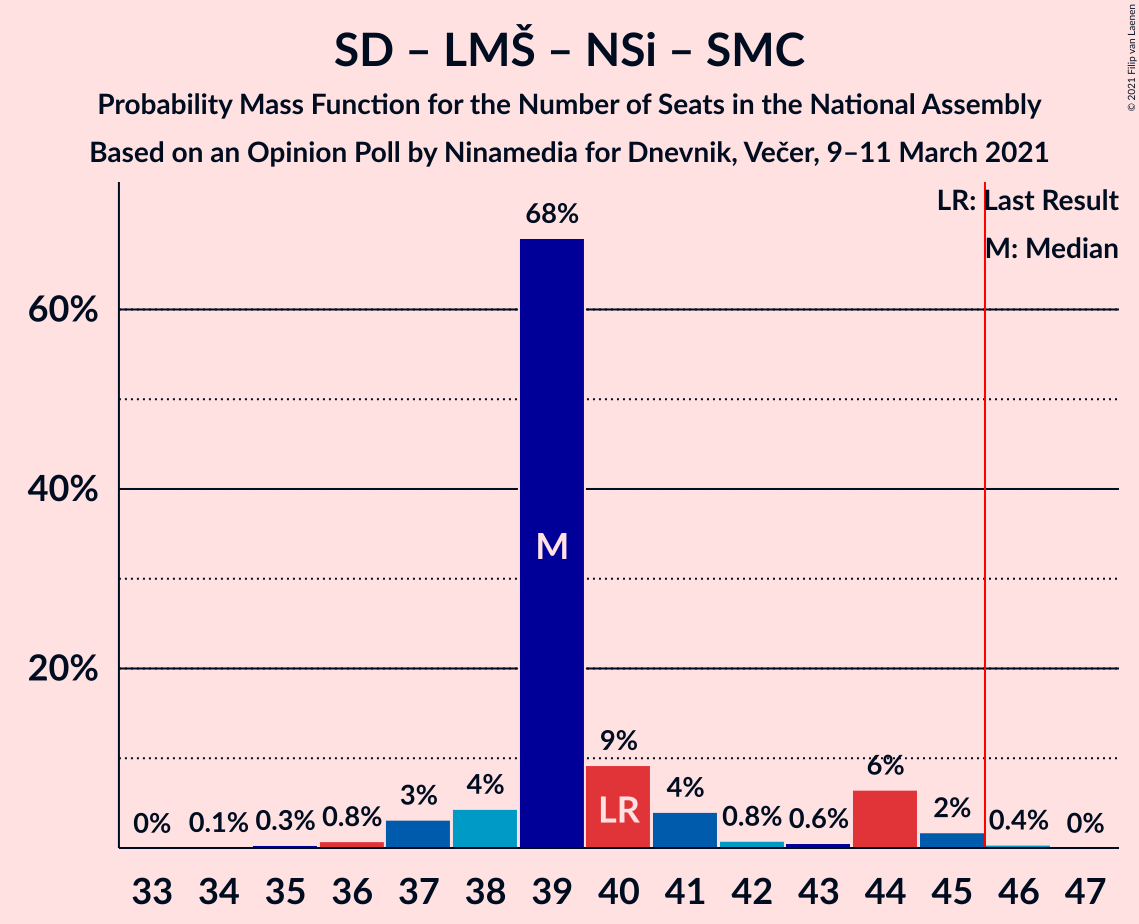 SD – LMŠ – NSi – SMC
Probability Mass Function for the Number of Seats in the National Assembly
Based on an Opinion Poll by Ninamedia for Dnevnik, Večer, 9–11 March 2021
© 2021 Filip van Laenen
LR: Last Result
M: Median
60%
40%
20%
0%
0.1%
0.3%
0.8%
3%
4%
68%
9%
4%
0.8%
0.6%
6%
2%
0.4%
0%
M
LR
33 34 35 36 37 38 39 40 41 42 43 44 45 46 47